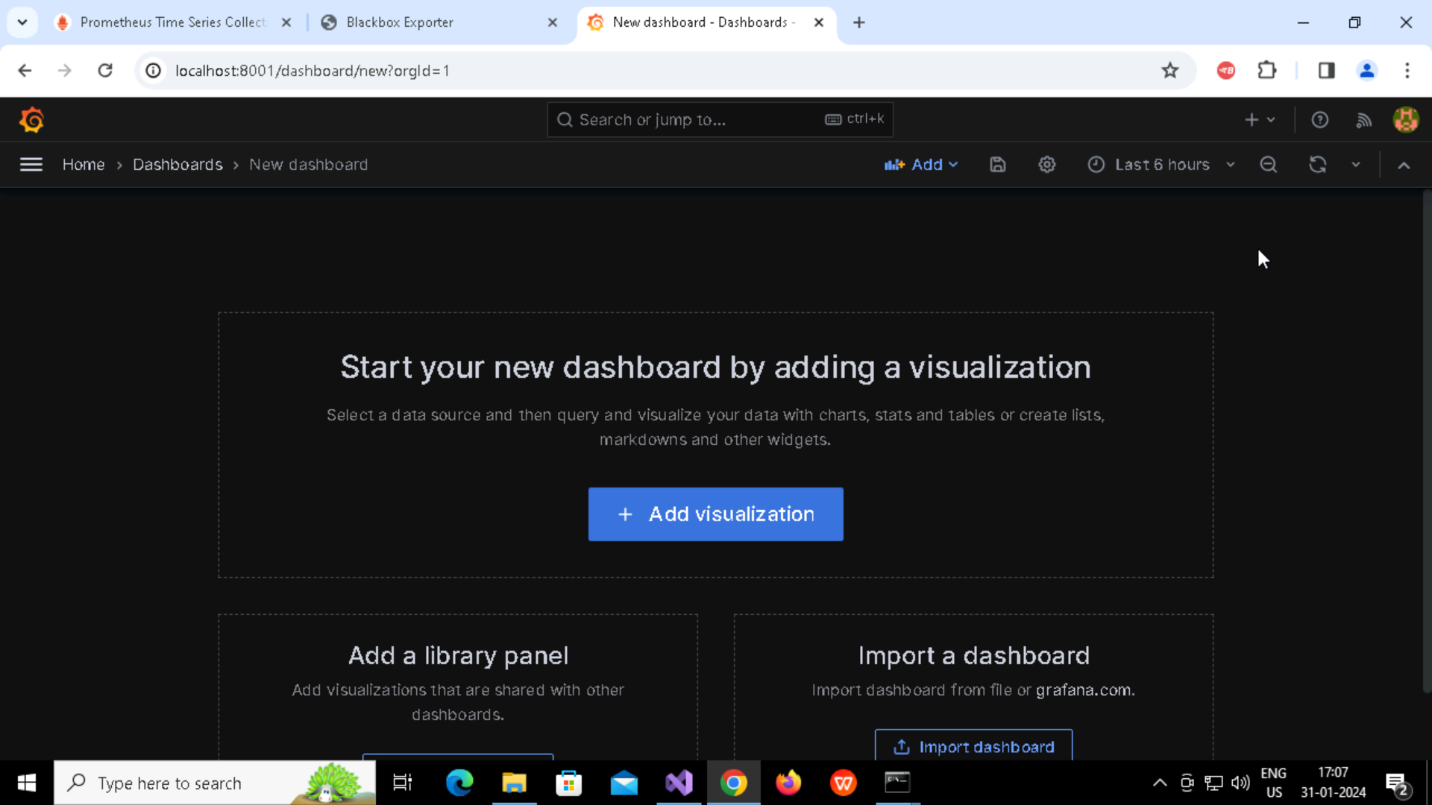 Prometheus Time Series Collect
Blackbox Exporter
New dashboard - Dashboards -
localhost:8001/dashboard/new?orgId=1
Search or jump to...
ctrl+k
Home › Dashboards › New dashboard
Add
Last 6 hours
Start your new dashboard by adding a visualization
Select a data source and then query and visualize your data with charts, stats and tables or create lists,
markdowns and other widgets.
+ Add visualization
Add a library panel
Add visualizations that are shared with other
dashboards.
Import a dashboard
Import dashboard from file or grafana.com.
Import dashboard
Type here to search
ENG
US
17:07
31-01-2024
2